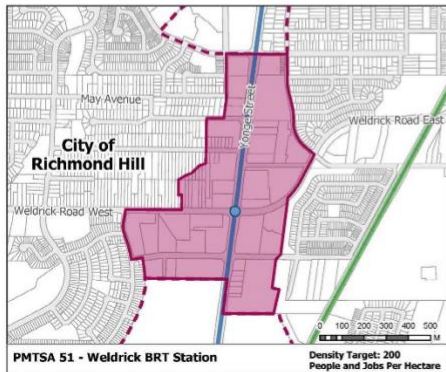 May Avenue
Yonge Street
Weldrick Road East
City of
Richmond Hill
Weldrick Road West
0 100 200 300 400 500
M
PMTSA 51 - Weldrick BRT Station
Density Target: 200
People and Jobs Per Hectare